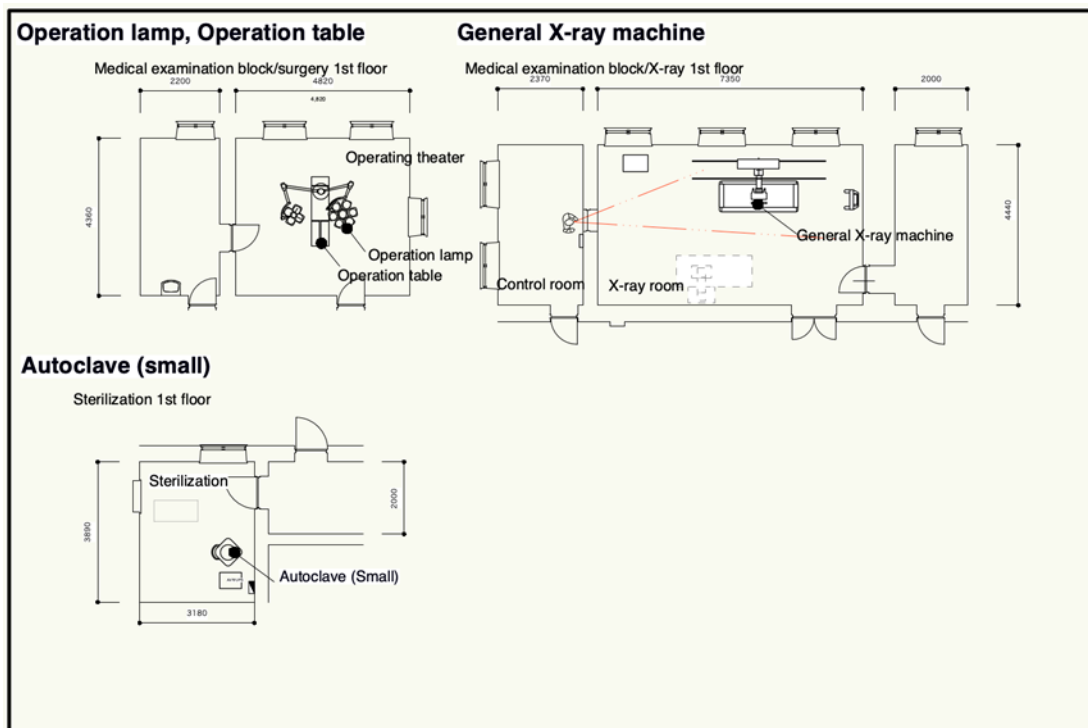 Operation lamp, Operation table
Medical examination block/surgery 1st floor
2200
4820
4,820
4360
Operating theater
Operation lamp
Operation table
General X-ray machine
Medical examination block/X-ray 1st floor
2370
7350
2000
4440
General X-ray machine
Control room
X-ray room
Autoclave (small)
Sterilization 1st floor
Sterilization
3890
2000
Autoclave (Small)
3180